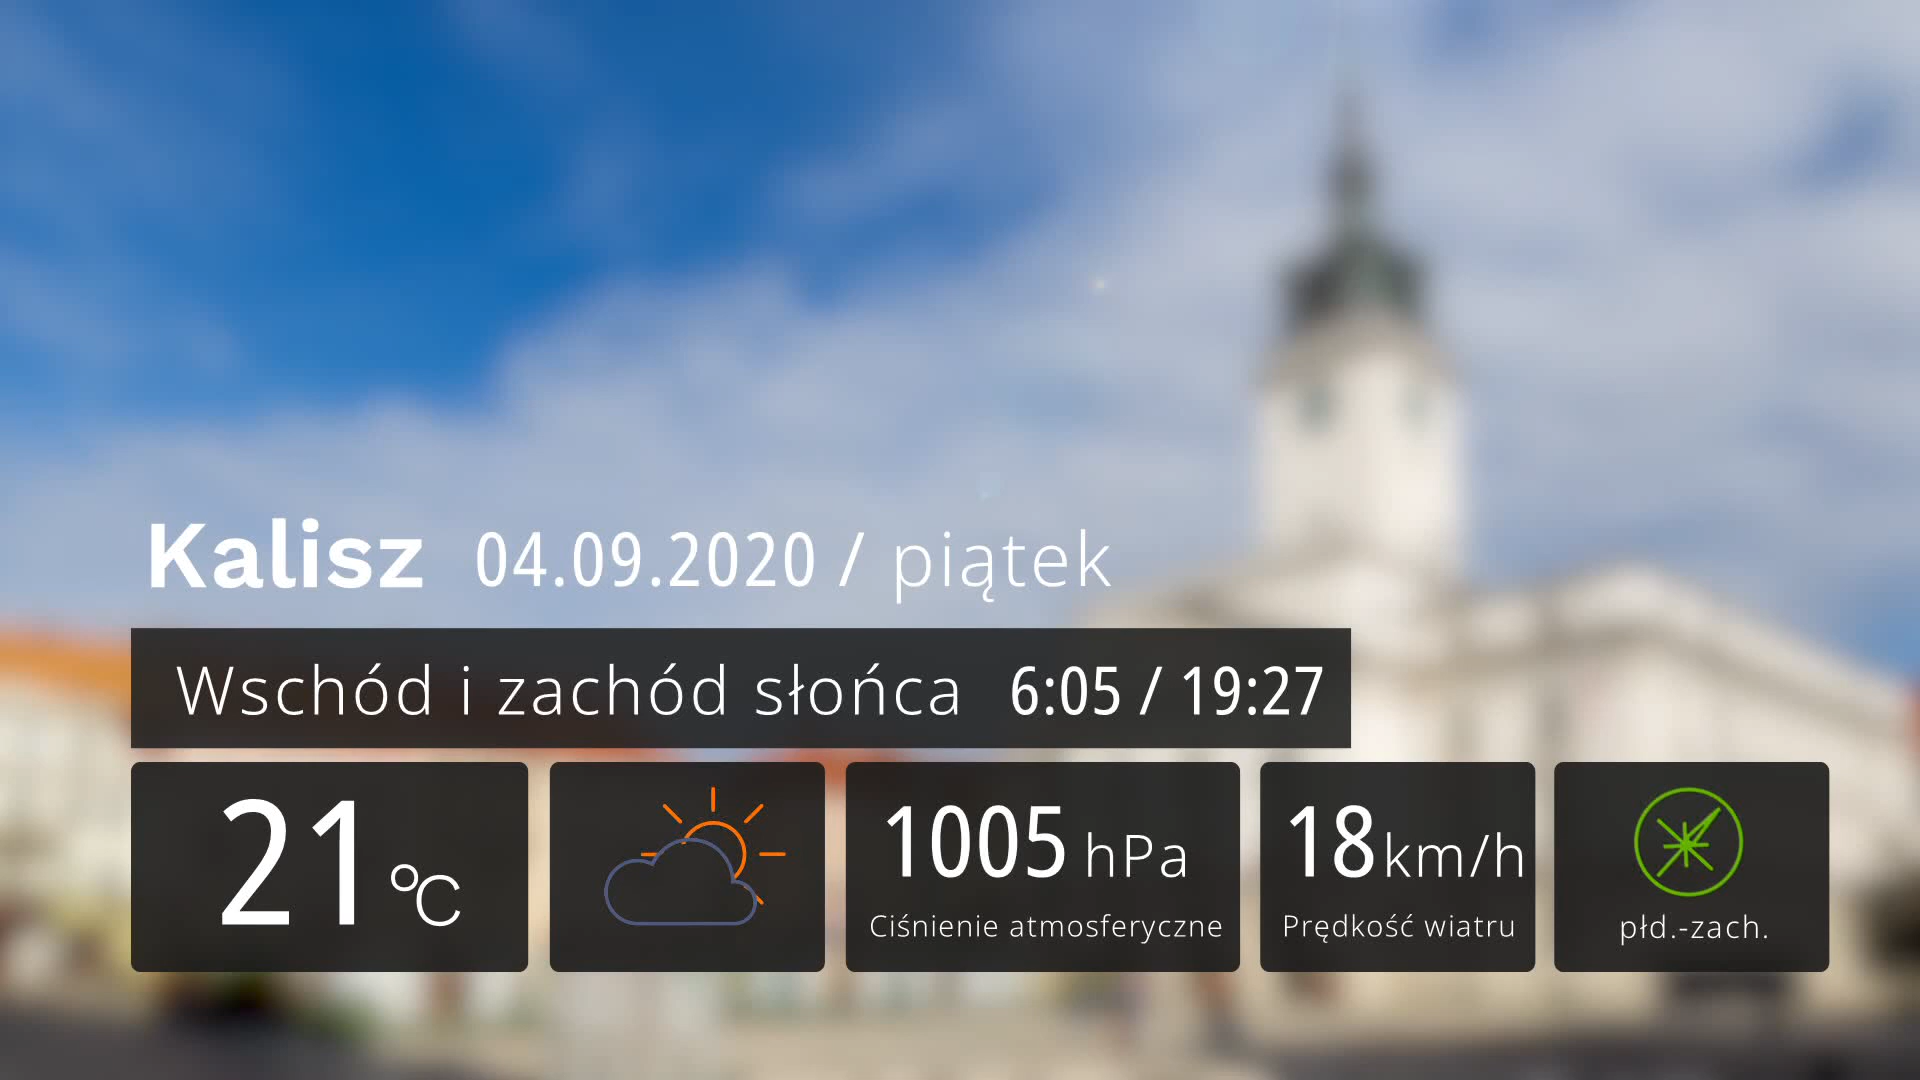 Kalisz 04.09.2020 / piątek
Wschód i zachód słońca 6:05 / 19:27
21 °C
1005 hPa
Ciśnienie atmosferyczne
18 km/h
Prędkość wiatru
płd.-zach.